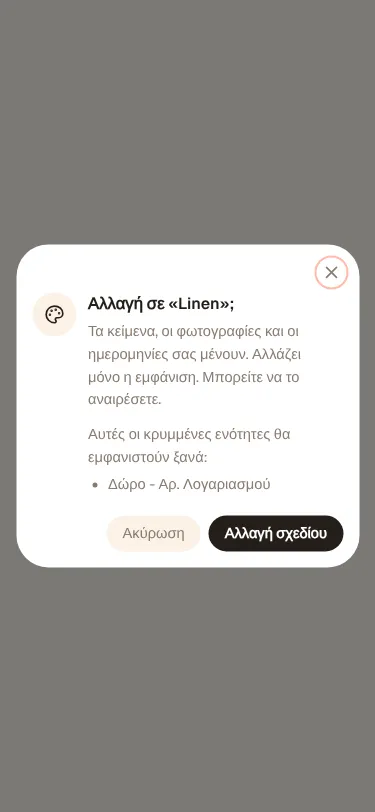 Αλλαγή σε «Linen»;
Τα κείμενα, οι φωτογραφίες και οι
ημερομηνίες σας μένουν. Αλλάζει
μόνο η εμφάνιση. Μπορείτε να το
αναιρέσετε.
Αυτές οι κρυμμένες ενότητες θα
εμφανιστούν ξανά:
• Δώρο - Αρ. Λογαριασμού
Ακύρωση
Αλλαγή σχεδίου